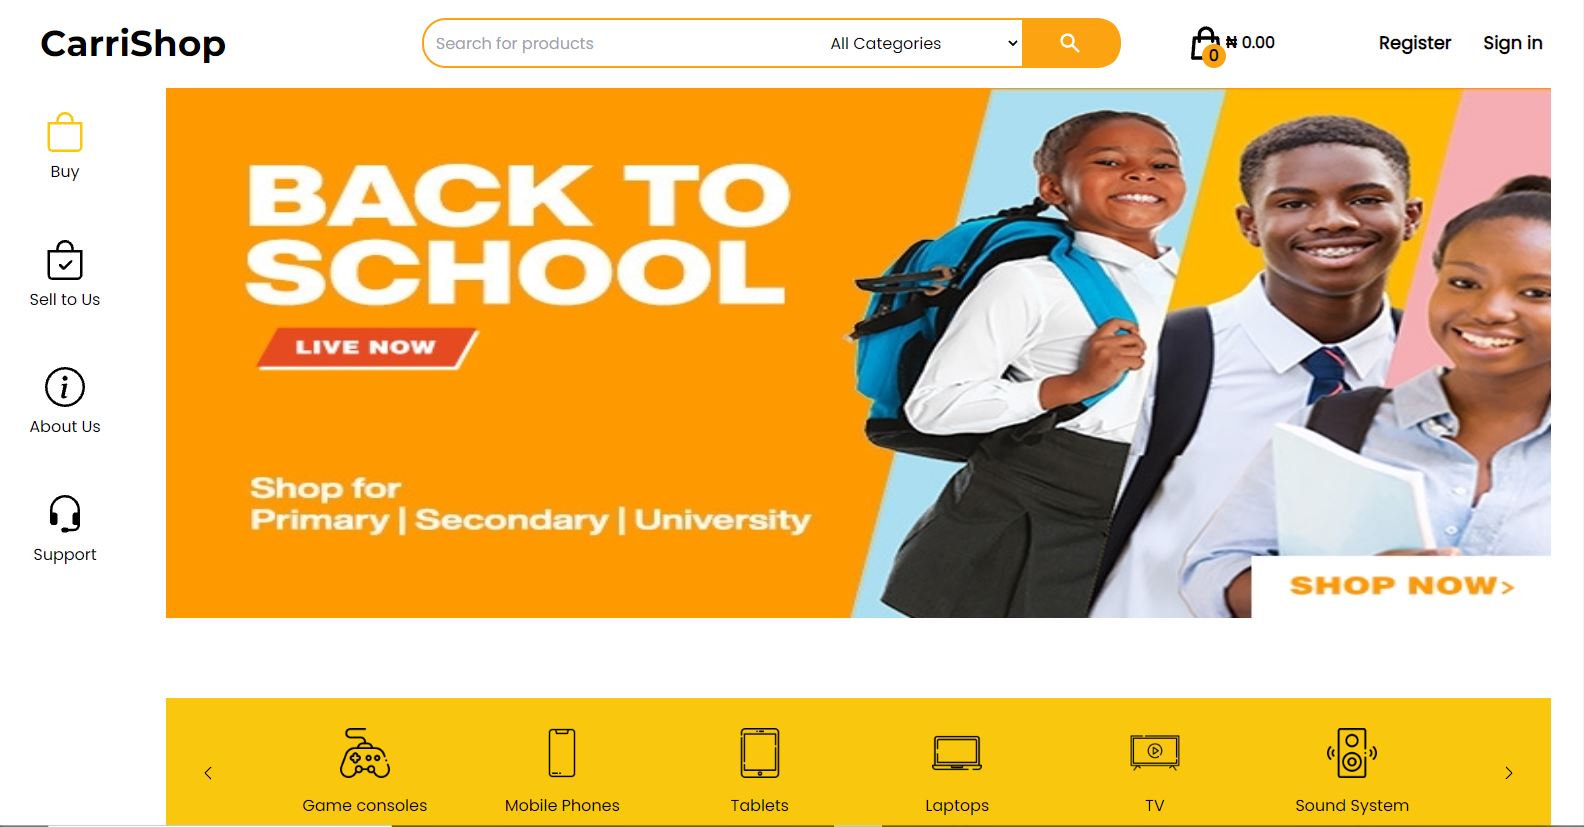 CarriShop
Search for products
All Categories
0
₦ 0.00
Register
Sign in
Buy
Sell to Us
About Us
Support
BACK TO
SCHOOL
LIVE NOW
Shop for
Primary | Secondary | University
SHOP NOW>
Game consoles
Mobile Phones
Tablets
Laptops
TV
Sound System